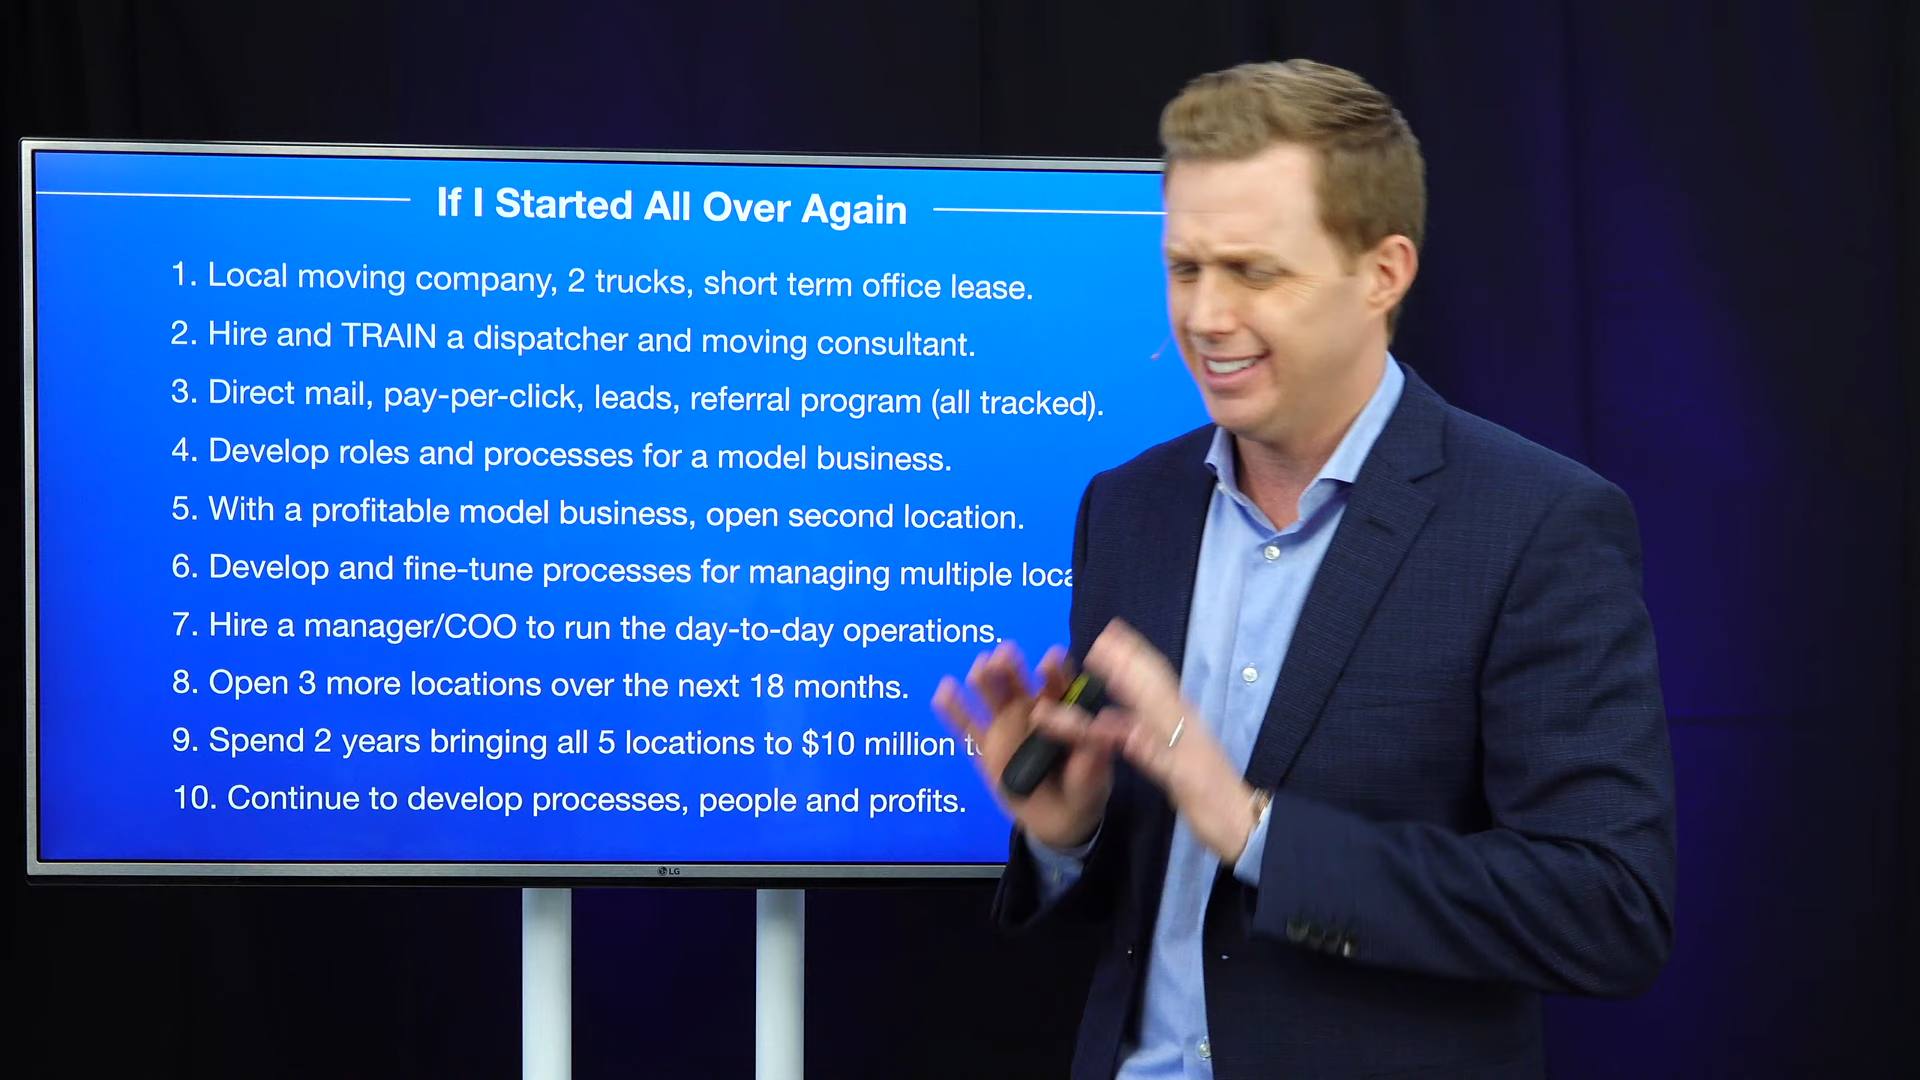 If I Started All Over Again
1. Local moving company, 2 trucks, short term office lease.
2. Hire and TRAIN a dispatcher and moving consultant.
3. Direct mail, pay-per-click, leads, referral program (all tracked).
4. Develop roles and processes for a model business.
5. With a profitable model business, open second location.
6. Develop and fine-tune processes for managing multiple
7. Hire a manager/COO to run the day-to-day operations.
8. Open 3 more locations over the next 18 months.
9. Spend 2 years bringing all 5 locations to $10 million
10. Continue to develop processes, people and profits.
LG